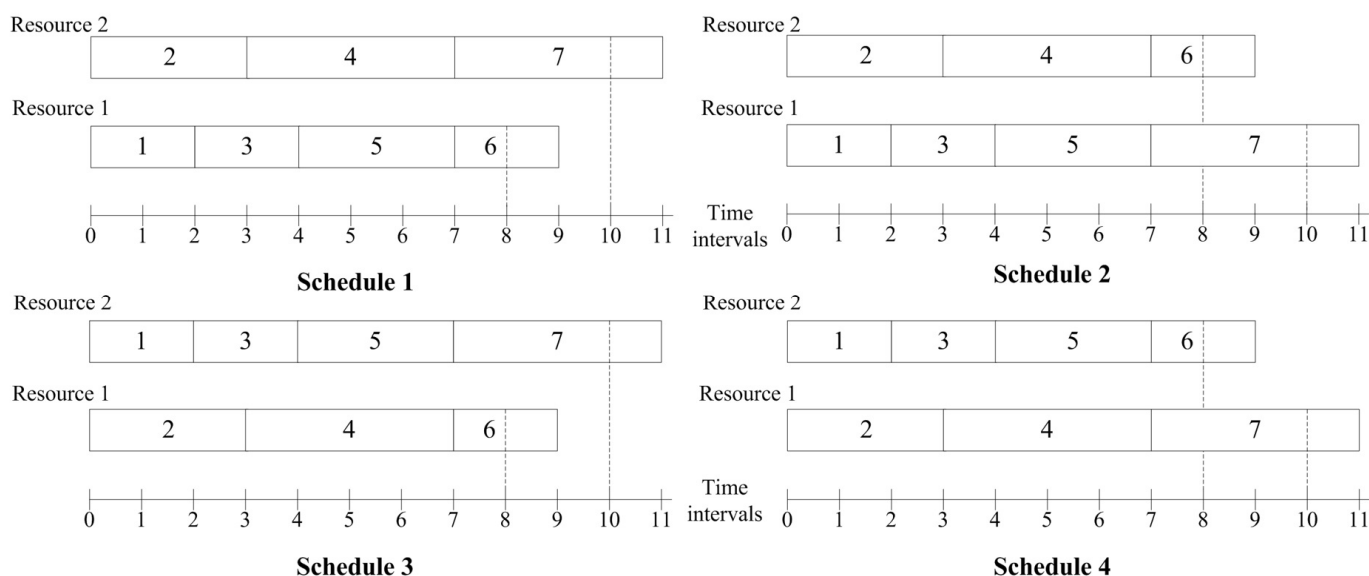 Resource 2
2 4 7
Resource 1
1 3 5 6
0 1 2 3 4 5 6 7 8 9 10 11
Schedule 1
Resource 2
2 4 6
Resource 1
1 3 5 7
Time
intervals 0 1 2 3 4 5 6 7 8 9 10 11
Schedule 2
Resource 2
1 3 5 7
Resource 1
2 4 6
0 1 2 3 4 5 6 7 8 9 10 11
Schedule 3
Resource 2
1 3 5 6
Resource 1
2 4 7
Time
intervals 0 1 2 3 4 5 6 7 8 9 10 11
Schedule 4